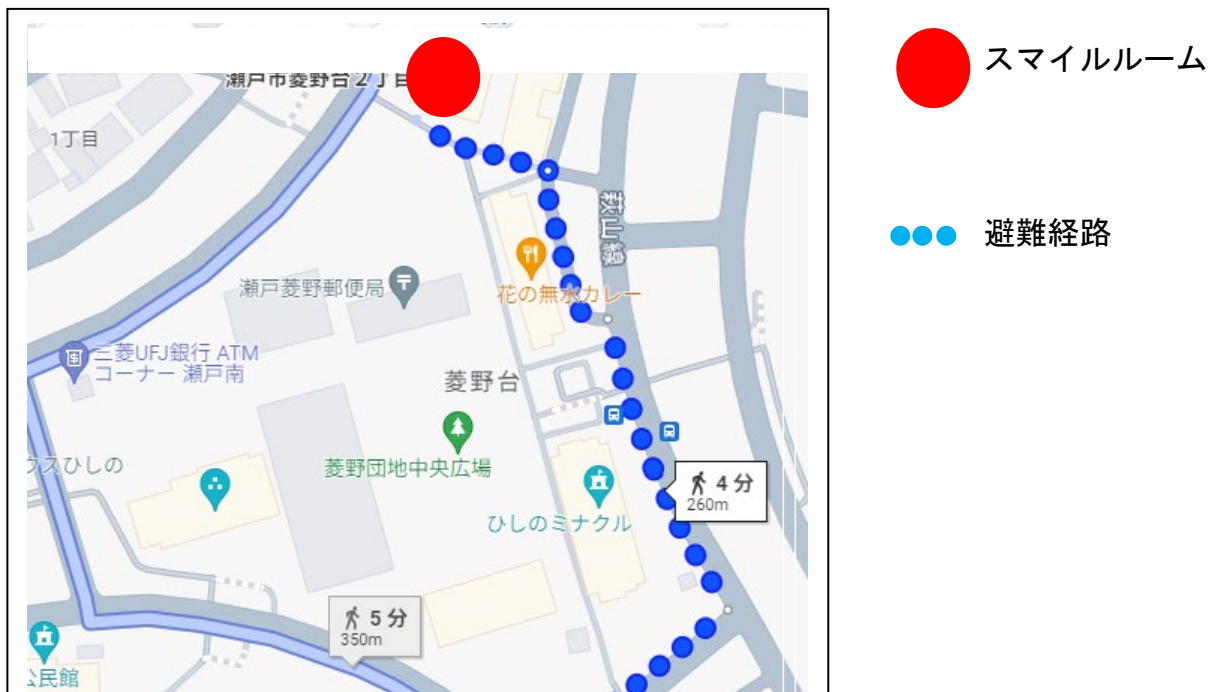 スマイルルーム
瀬戸市菱野台2丁目
1丁目
萩山線
避難経路
瀬戸菱野郵便局
花の無水カレー
三菱UFJ銀行 ATM
コーナー 瀬戸南
菱野台
ウスひしの
菱野団地中央広場
4 分
260m
ひしのミナクル
5 分
350m
公民館